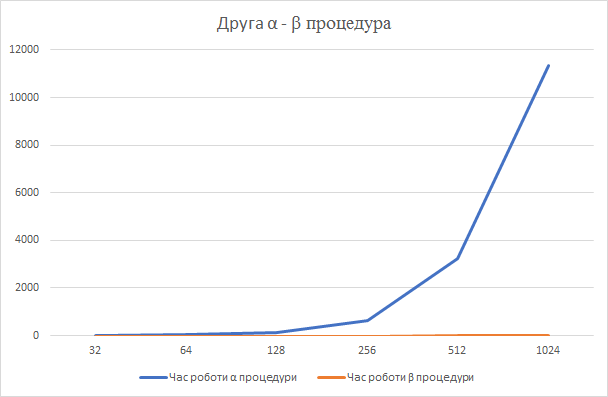 Друга α - β процедура
12000
10000
8000
6000
4000
2000
0
32 64 128 256 512 1024
Час роботи α процедури Час роботи β процедури